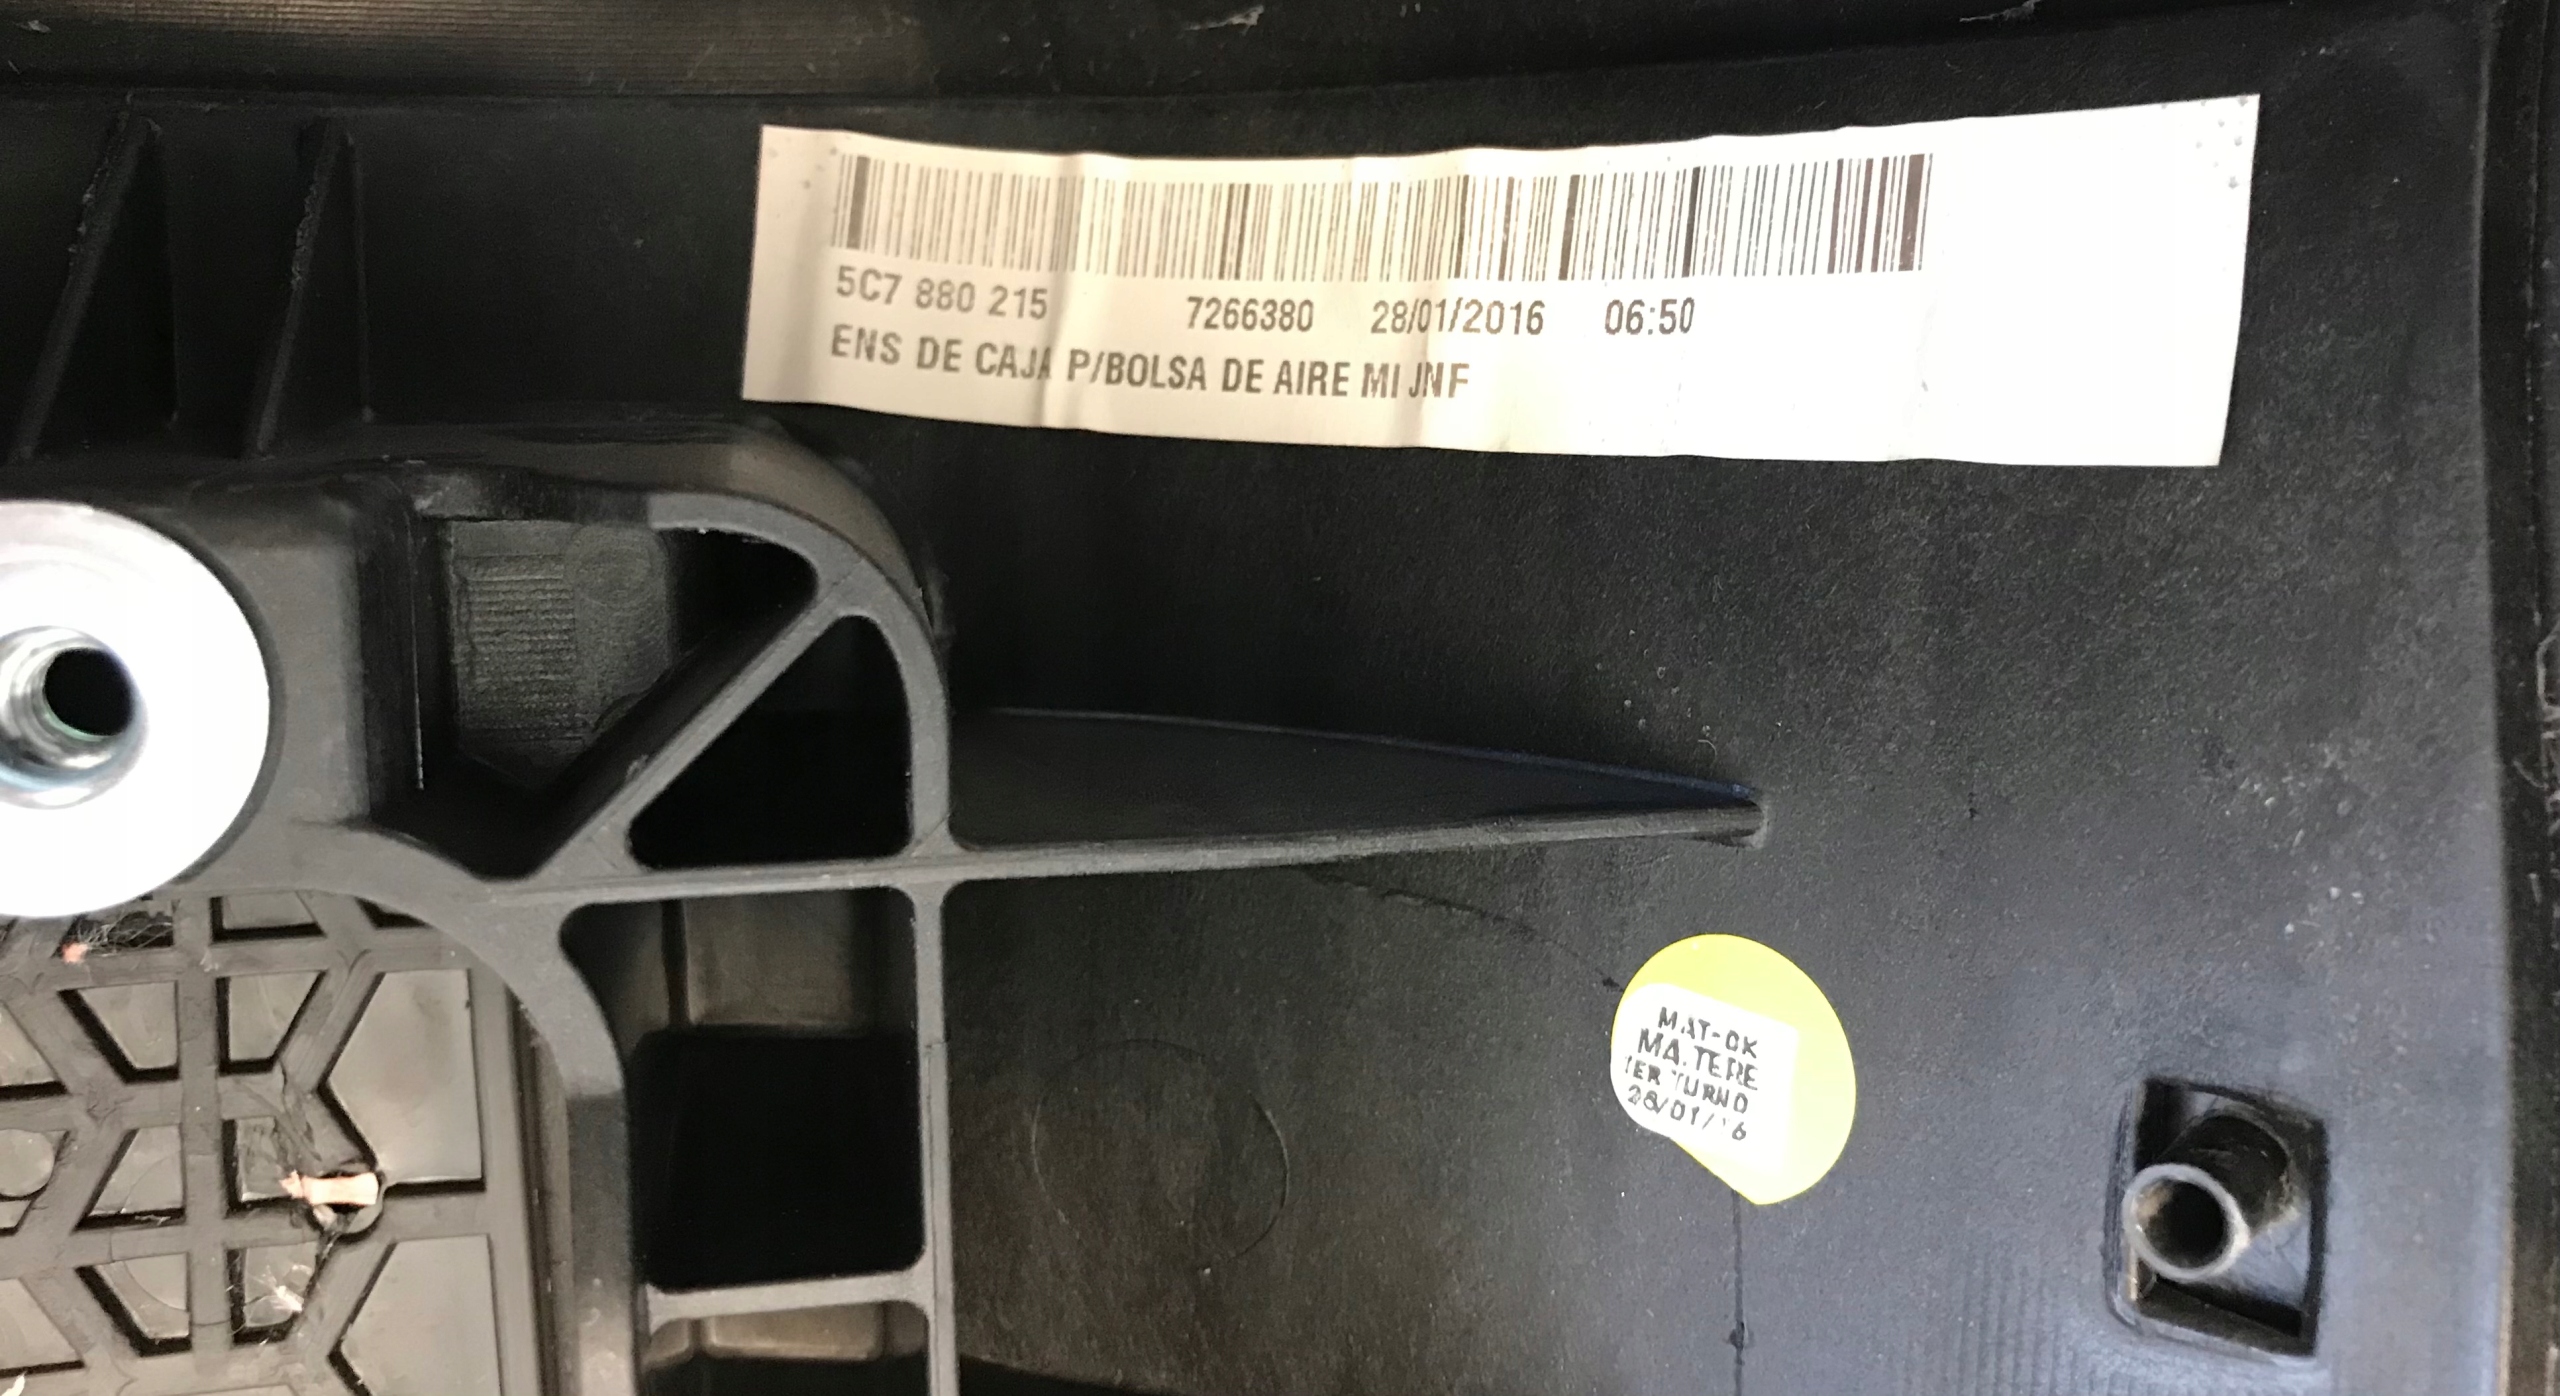 5C7 880 215 7266380 28/01/2016 06:50
ENS DE CAJA P/BOLSA DE AIRE MI JNF
MAT-OK
MA.TERE
1ER TURNO
28/01/16